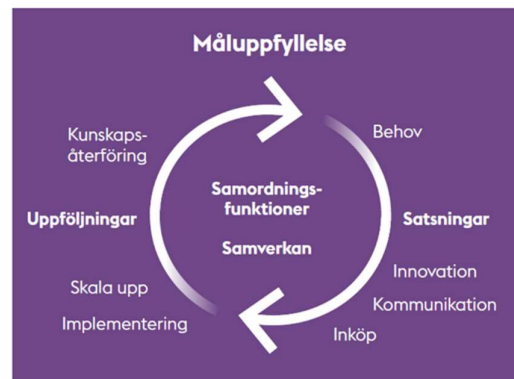 Måluppfyllelse
Kunskaps-
återföring
Behov
Samordnings-
funktioner
Uppföljningar
Satsningar
Samverkan
Innovation
Skala upp
Kommunikation
Implementering
Inköp